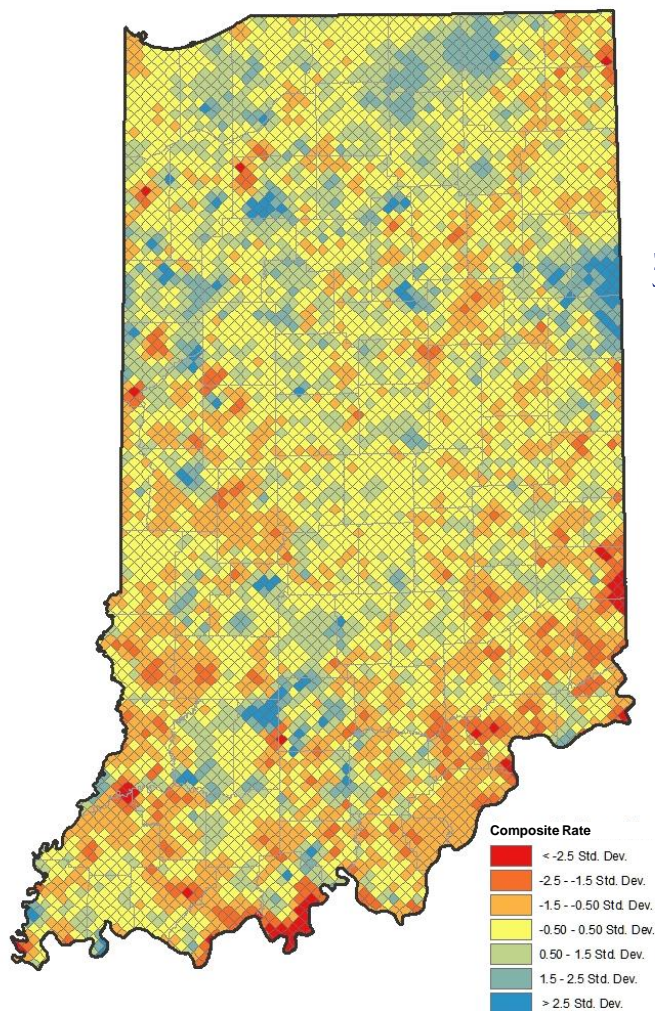 Composite Rate
< -2.5 Std. Dev.
-2.5 - -1.5 Std. Dev.
-1.5 - -0.50 Std. Dev.
-0.50 - 0.50 Std. Dev.
0.50 - 1.5 Std. Dev.
1.5 - 2.5 Std. Dev.
> 2.5 Std. Dev.